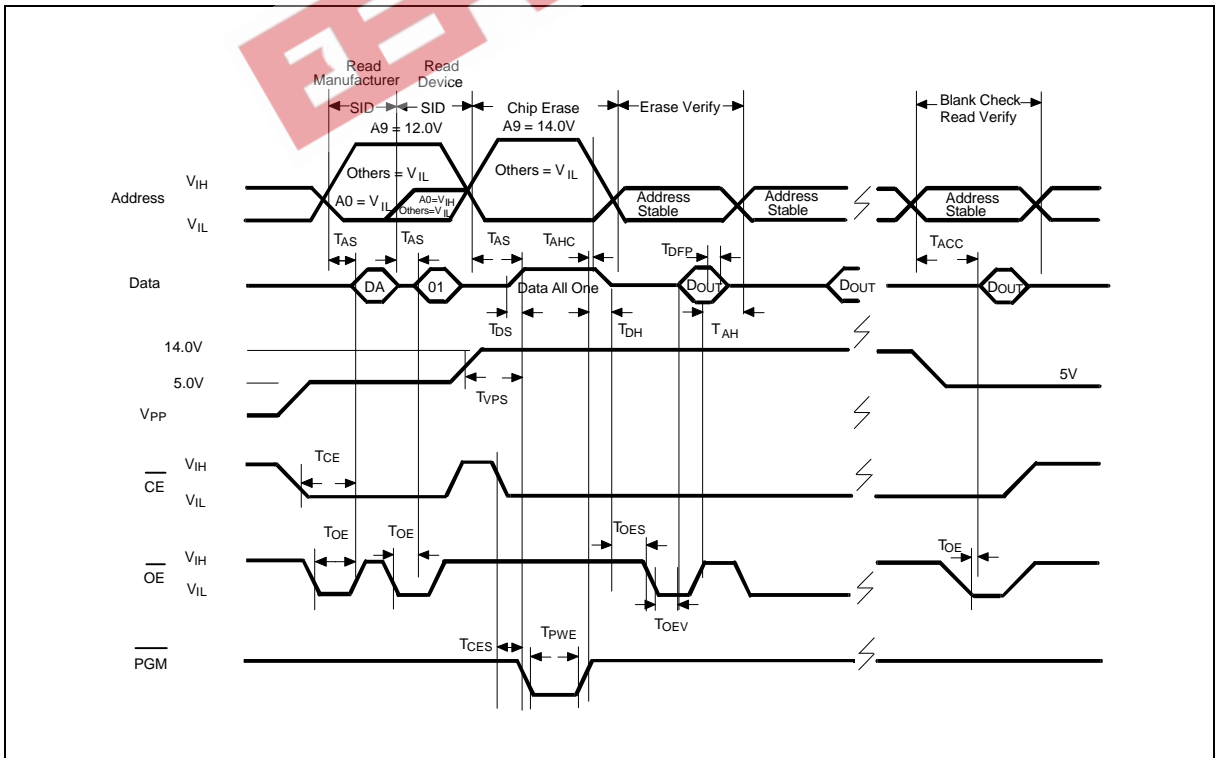 Read
Manufacturer
Read
Device
SID
SID
Chip Erase
Erase Verify
Blank Check
Read Verify
A9 = 12.0V
A9 = 14.0V
Others = VIL
Others = VIL
Address
VIH
VIL
A0 = VIL
A0=VIH
Others=VIL
Address
Stable
Address
Stable
Address
Stable
TAS
TAS
TAS
TAHC
TDFP
TACC
Data
DA
01
Data All One
DOUT
DOUT
DOUT
TDS
TDH
TAH
14.0V
5.0V
VPP
TVPS
5V
CE
VIH
VIL
TCE
OE
VIH
VIL
TOE
TOE
TOES
TOE
TOEV
PGM
TCES
TPWE